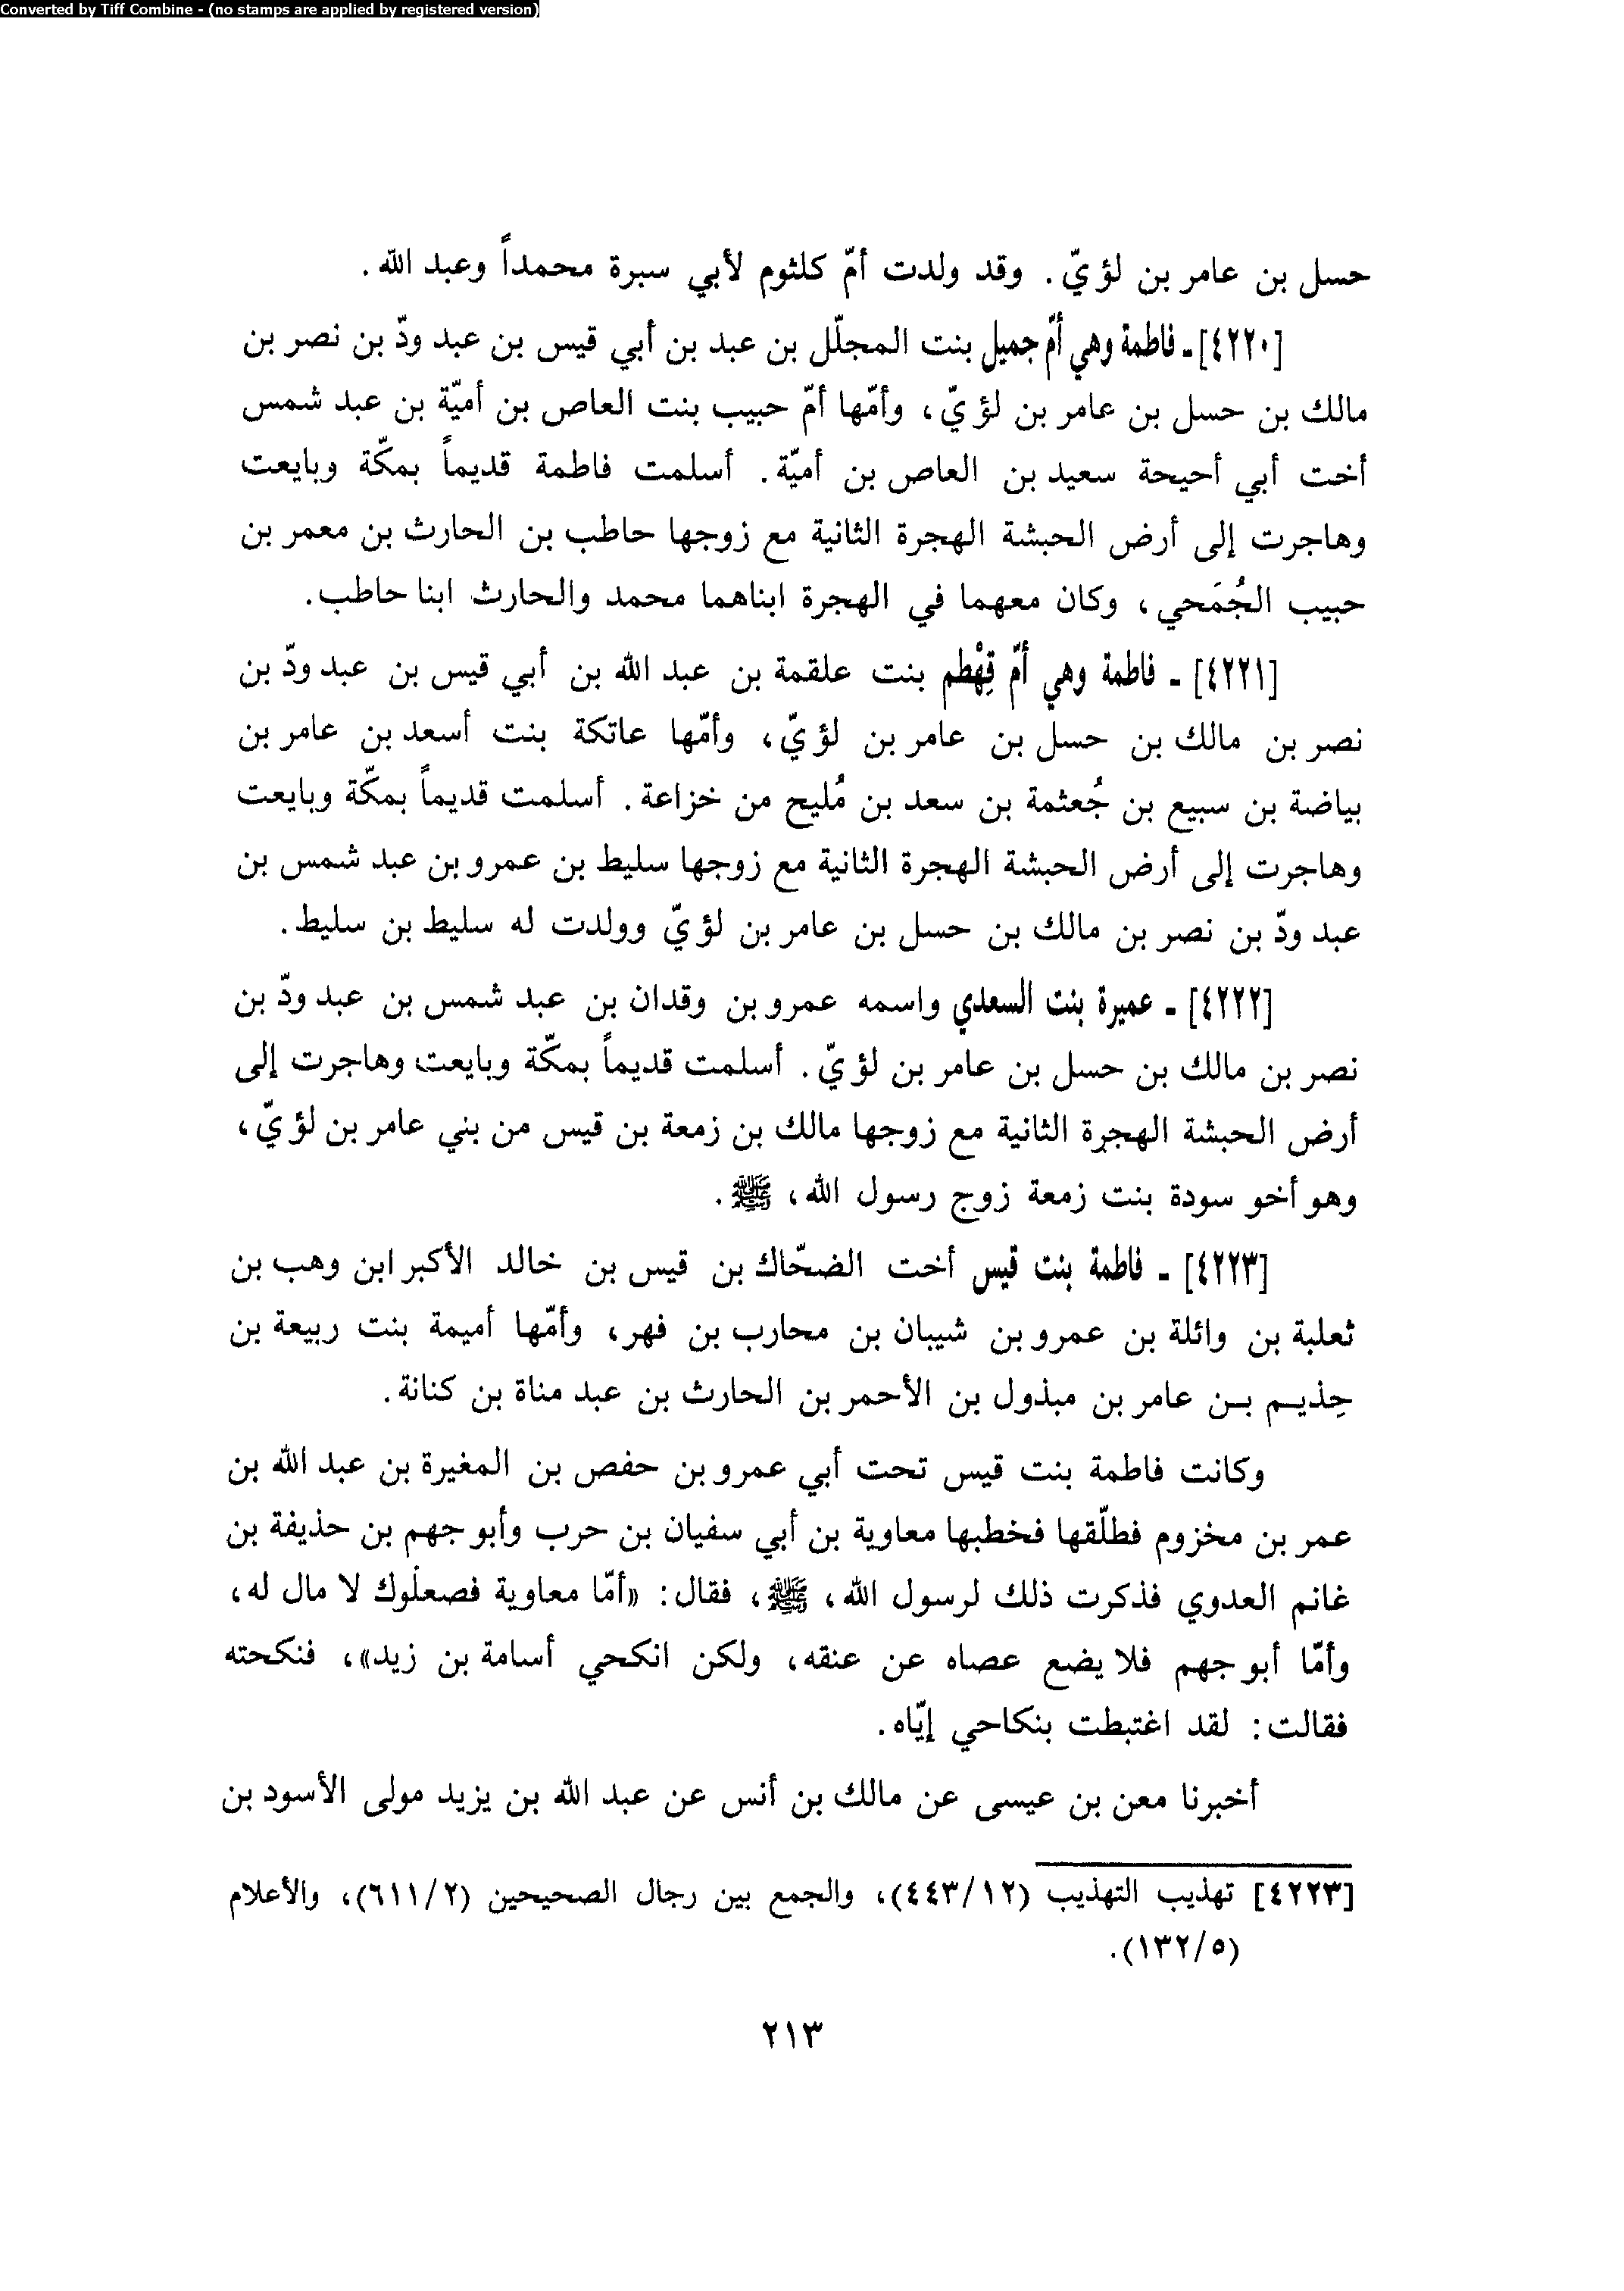 Converted by Tiff Combine - (no stamps are applied by registered version)
حسل بن عامر بن لؤيّ. وقد ولدت أمّ كلثوم لأبي سبرة محمداً وعبد الله.
[٤٢٢٠]ـ فاطمة وهي أمّ جميل بنت المجلّل بن عبد بن أبي قيس بن عبد ودّ بن نصر بن
مالك بن حسل بن عامر بن لؤيّ، وأمّها أمّ حبيب بنت العاص بن أميّة بن عبد شمس
أخت أبي أحيحة سعيد بن العاص بن أميّة. أسلمت فاطمة قديماً بمكّة وبايعت
وهاجرت إلى أرض الحبشة الهجرة الثانية مع زوجها حاطب بن الحارث بن معمر بن
حبيب الجُمَحي، وكان معهما في الهجرة ابناهما محمد والحارث ابنا حاطب.
[٤٢٢١] ـ فاطمة وهي أمّ قِهْطم بنت علقمة بن عبد الله بن أبي قيس بن عبد ودّ بن
نصر بن مالك بن حسل بن عامر بن لؤيّ، وأمّها عاتكة بنت أسعد بن عامر بن
بياضة بن سبيع بن جُعثمة بن سعد بن مُليح من خزاعة. أسلمت قديماً بمكّة وبايعت
وهاجرت إلى أرض الحبشة الهجرة الثانية مع زوجها سليط بن عمرو بن عبد شمس بن
عبد ودّ بن نصر بن مالك بن حسل بن عامر بن لؤيّ وولدت له سليط بن سليط.
[٤٢٢٢] ـ عميرة بنت السعدي واسمه عمرو بن وقدان بن عبد شمس بن عبد ودّ بن
نصر بن مالك بن حسل بن عامر بن لؤيّ. أسلمت قديماً بمكّة وبايعت وهاجرت إلى
أرض الحبشة الهجرة الثانية مع زوجها مالك بن زمعة بن قيس من بني عامر بن لؤيّ،
وهو أخو سودة بنت زمعة زوج رسول الله، ﷺ.
[٤٢٢٣] ـ فاطمة بنت قيس أخت الضحّاك بن قيس بن خالد الأكبر ابن وهب بن
ثعلبة بن وائلة بن عمرو بن شيبان بن محارب بن فهر، وأمّها أميمة بنت ربيعة بن
حِذيم بن عامر بن مبذول بن الأحمر بن الحارث بن عبد مناة بن كنانة.
وكانت فاطمة بنت قيس تحت أبي عمرو بن حفص بن المغيرة بن عبد الله بن
عمر بن مخزوم فطلّقها فخطبها معاوية بن أبي سفيان بن حرب وأبو جهم بن حذيفة بن
غانم العدوي فذكرت ذلك لرسول الله، ﷺ، فقال: «أمّا معاوية فصعلوك لا مال له،
وأمّا أبو جهم فلا يضع عصاه عن عنقه، ولكن انكحي أسامة بن زيد»، فنكحته
فقالت: لقد اغتبطت بنكاحي إيّاه.
أخبرنا معن بن عيسى عن مالك بن أنس عن عبد الله بن يزيد مولى الأسود بن
[٤٢٢٣] تهذيب التهذيب (٤٤٣/١٢)، والجمع بين رجال الصحيحين (٦١١/٢)، والأعلام
(١٣٢/٥).
٢١٣